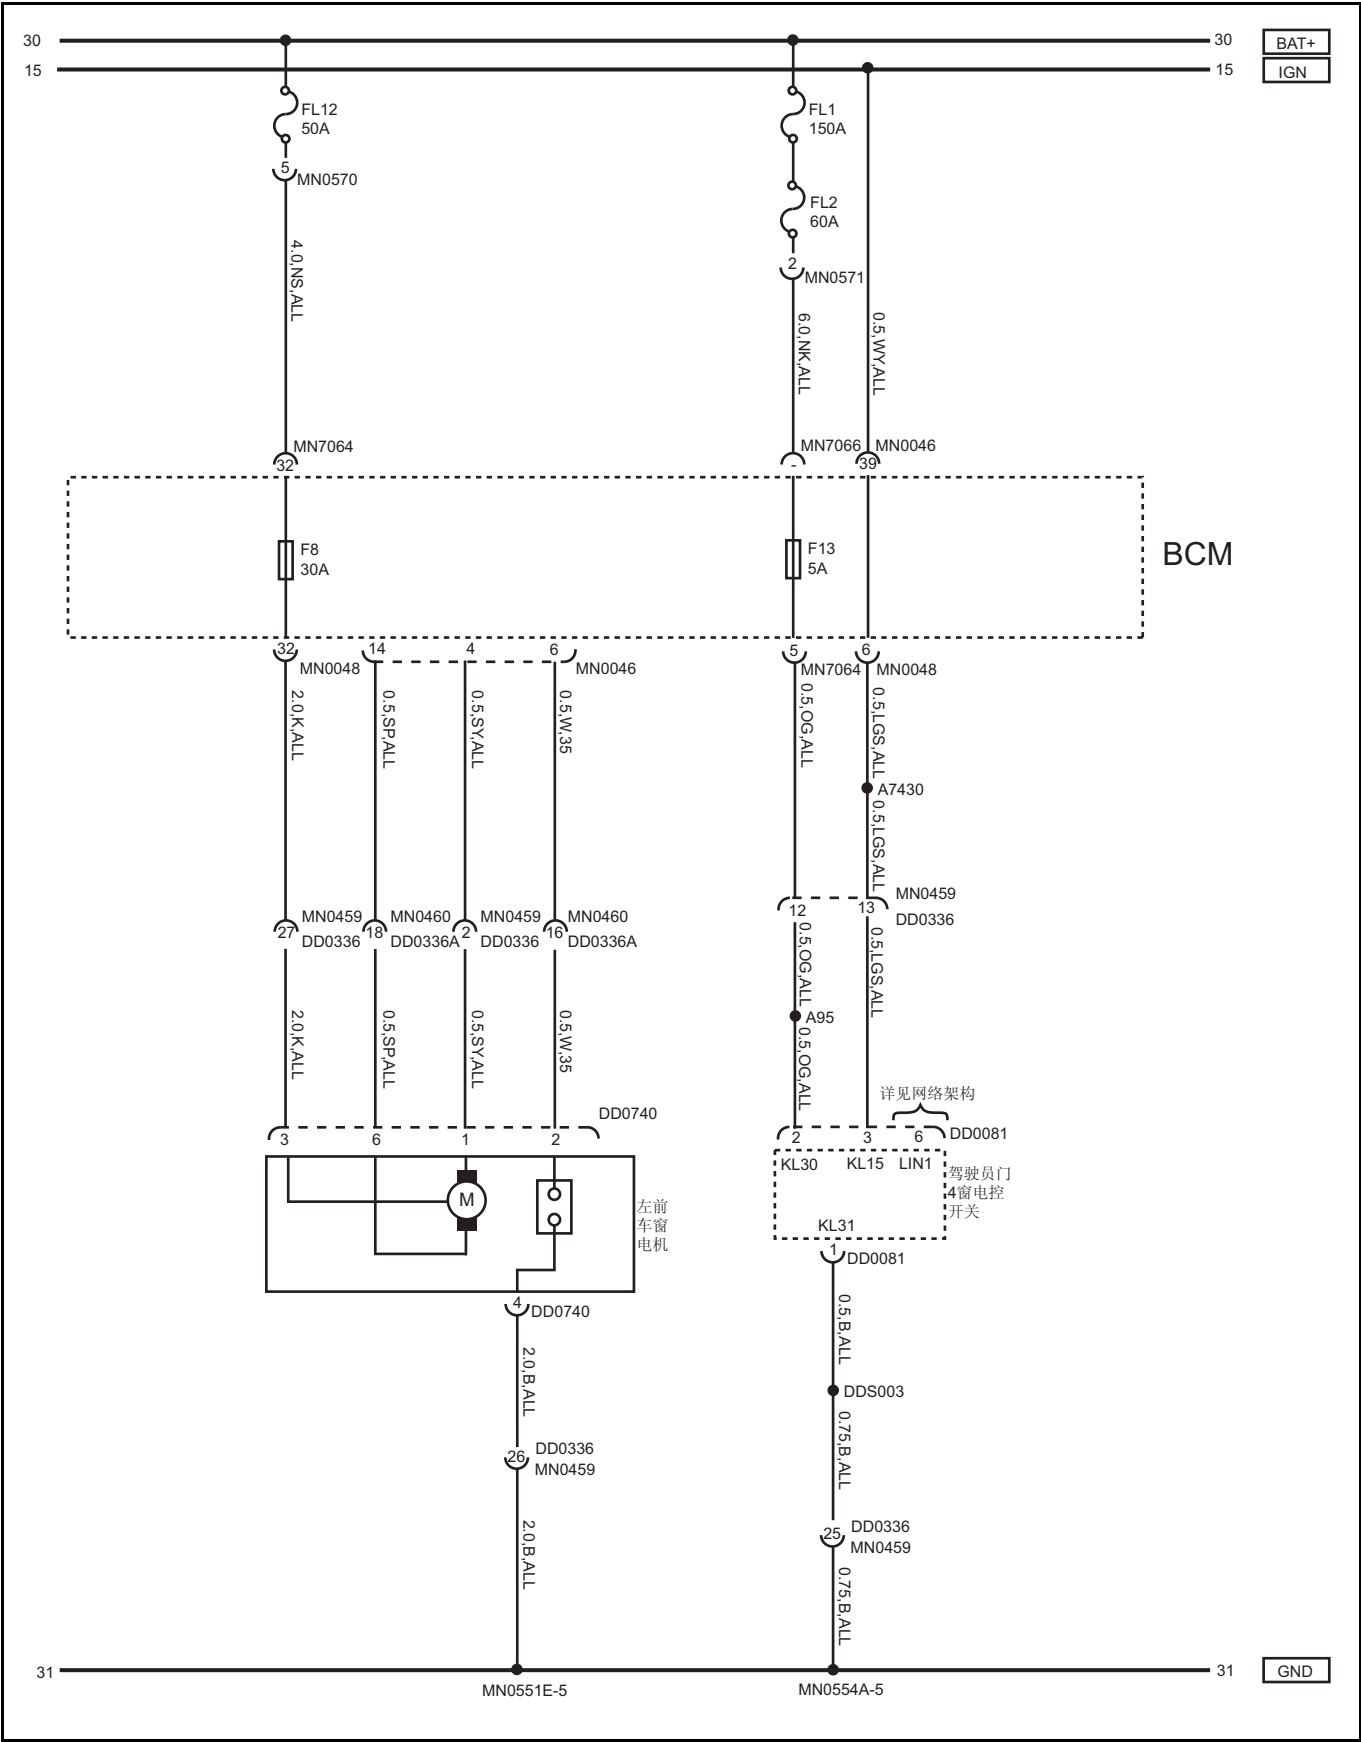 30
30
BAT+
15
15
IGN
FL12
50A
FL1
150A
5
MN0570
FL2
60A
2
MN0571
4.0,NS,ALL
6.0,NK,ALL
0.5,WY,ALL
MN7064
32
MN7066
-
MN0046
39
F8
30A
F13
5A
BCM
32
MN0048
14
4
6
MN0046
5
MN7064
6
MN0048
2.0,K,ALL
0.5,SP,ALL
0.5,SY,ALL
0.5,W,35
0.5,OG,ALL
0.5,LGS,ALL
A7430
0.5,LGS,ALL
MN0459
DD0336
12
13
MN0459
27
DD0336
MN0460
18
DD0336A
MN0459
2
DD0336
MN0460
16
DD0336A
0.5,OG,ALL
0.5,LGS,ALL
A95
0.5,OG,ALL
2.0,K,ALL
0.5,SP,ALL
0.5,SY,ALL
0.5,W,35
详见网络架构
DD0740
3
6
1
2
2
3
6
DD0081
KL30
KL15
LIN1
驾驶员门
4窗电控
开关
M
左前
车窗
电机
KL31
1
DD0081
4
DD0740
0.5,B,ALL
2.0,B,ALL
DDS003
0.75,B,ALL
26
DD0336
MN0459
25
DD0336
MN0459
2.0,B,ALL
0.75,B,ALL
31
31
GND
MN0551E-5
MN0554A-5